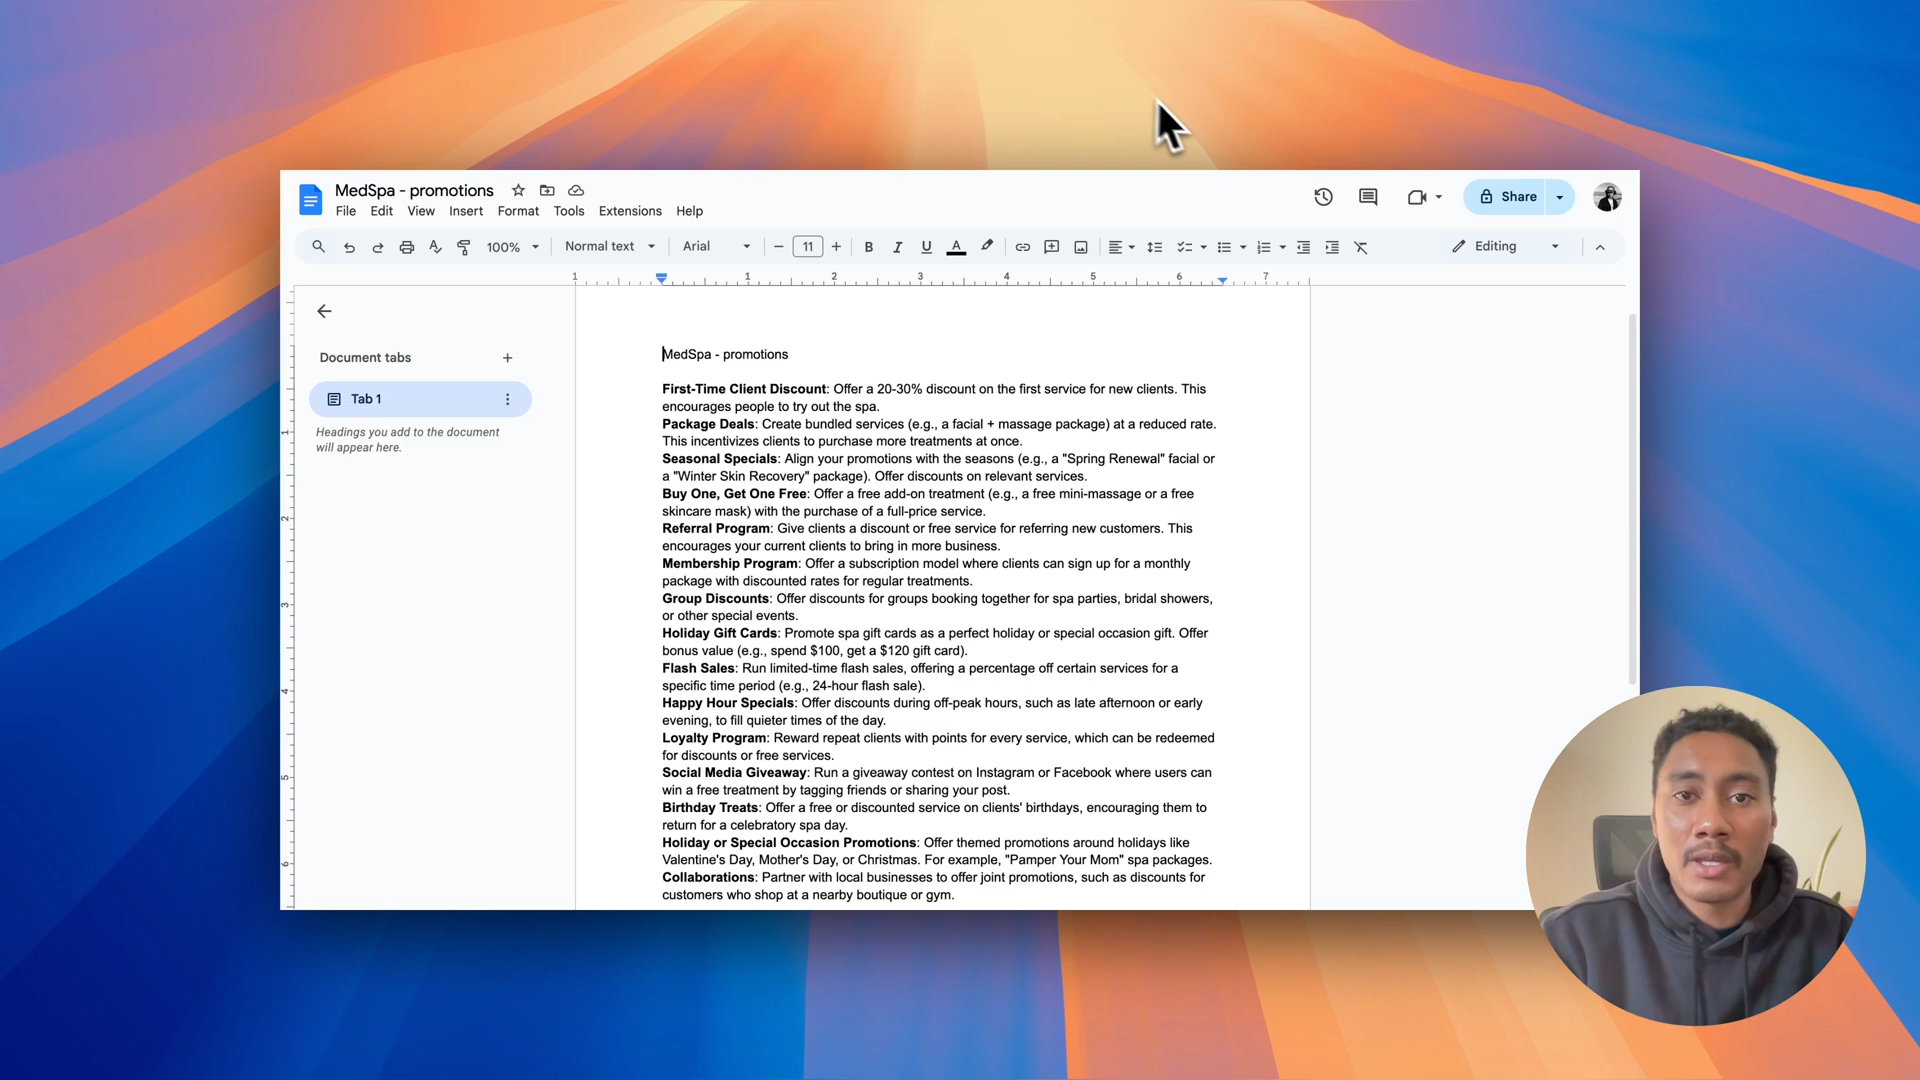 MedSpa - promotions
File Edit View Insert Format Tools Extensions Help
Share
100% Normal text Arial 11 Editing
1 1 2 3 4 5 6 7
Document tabs
Tab 1
Headings you add to the document
will appear here.
1
2
3
4
5
6
MedSpa - promotions
First-Time Client Discount: Offer a 20-30% discount on the first service for new clients. This
encourages people to try out the spa.
Package Deals: Create bundled services (e.g., a facial + massage package) at a reduced rate.
This incentivizes clients to purchase more treatments at once.
Seasonal Specials: Align your promotions with the seasons (e.g., a "Spring Renewal" facial or
a "Winter Skin Recovery" package). Offer discounts on relevant services.
Buy One, Get One Free: Offer a free add-on treatment (e.g., a free mini-massage or a free
skincare mask) with the purchase of a full-price service.
Referral Program: Give clients a discount or free service for referring new customers. This
encourages your current clients to bring in more business.
Membership Program: Offer a subscription model where clients can sign up for a monthly
package with discounted rates for regular treatments.
Group Discounts: Offer discounts for groups booking together for spa parties, bridal showers,
or other special events.
Holiday Gift Cards: Promote spa gift cards as a perfect holiday or special occasion gift. Offer
bonus value (e.g., spend $100, get a $120 gift card).
Flash Sales: Run limited-time flash sales, offering a percentage off certain services for a
specific time period (e.g., 24-hour flash sale).
Happy Hour Specials: Offer discounts during off-peak hours, such as late afternoon or early
evening, to fill quieter times of the day.
Loyalty Program: Reward repeat clients with points for every service, which can be redeemed
for discounts or free services.
Social Media Giveaway: Run a giveaway contest on Instagram or Facebook where users can
win a free treatment by tagging friends or sharing your post.
Birthday Treats: Offer a free or discounted service on clients' birthdays, encouraging them to
return for a celebratory spa day.
Holiday or Special Occasion Promotions: Offer themed promotions around holidays like
Valentine's Day, Mother's Day, or Christmas. For example, "Pamper Your Mom" spa packages.
Collaborations: Partner with local businesses to offer joint promotions, such as discounts for
customers who shop at a nearby boutique or gym.